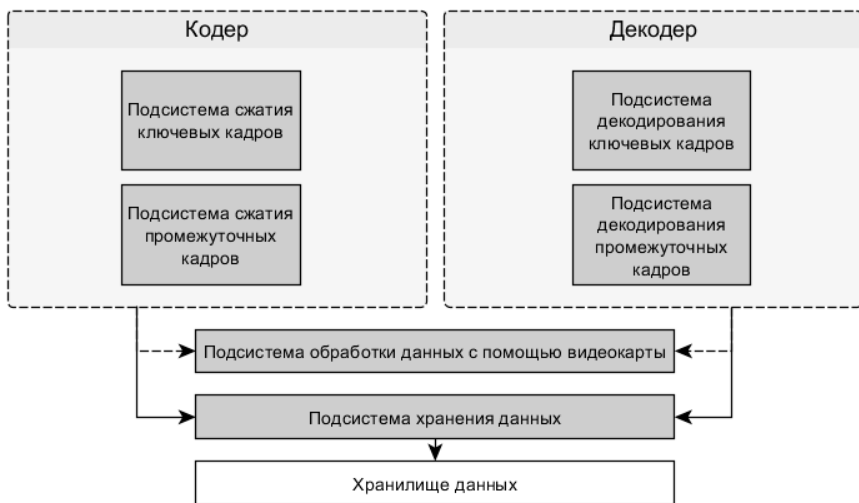 Кодер
Подсистема сжатия
ключевых кадров
Подсистема сжатия
промежуточных
кадров
Декодер
Подсистема
декодирования
ключевых кадров
Подсистема
декодирования
промежуточных
кадров
Подсистема обработки данных с помощью видеокарты
Подсистема хранения данных
Хранилище данных